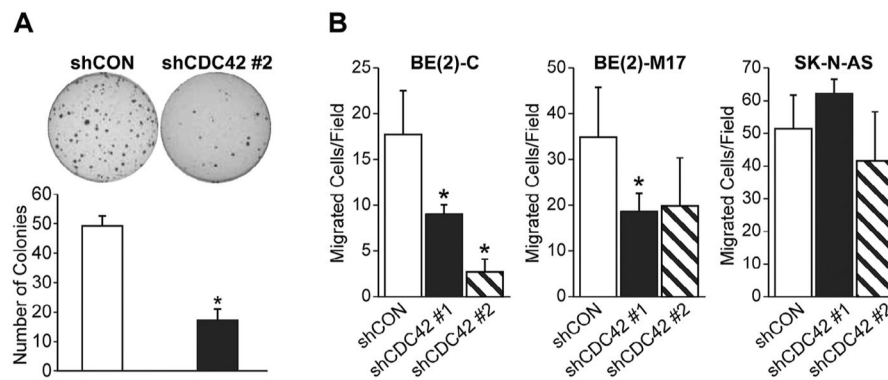 A
shCON shCDC42 #2
Number of Colonies
60
50
40
30
20
10
0
*
B
BE(2)-C
Migrated Cells/Field
25
20
15
10
5
0
*
*
shCON
shCDC42 #1
shCDC42 #2
BE(2)-M17
Migrated Cells/Field
50
40
30
20
10
0
*
shCON
shCDC42 #1
shCDC42 #2
SK-N-AS
Migrated Cells/Field
70
60
50
40
30
20
10
0
shCON
shCDC42 #1
shCDC42 #2